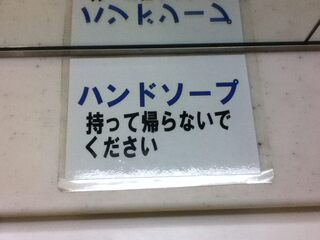 ハンドソープ
持って帰らないで
ください